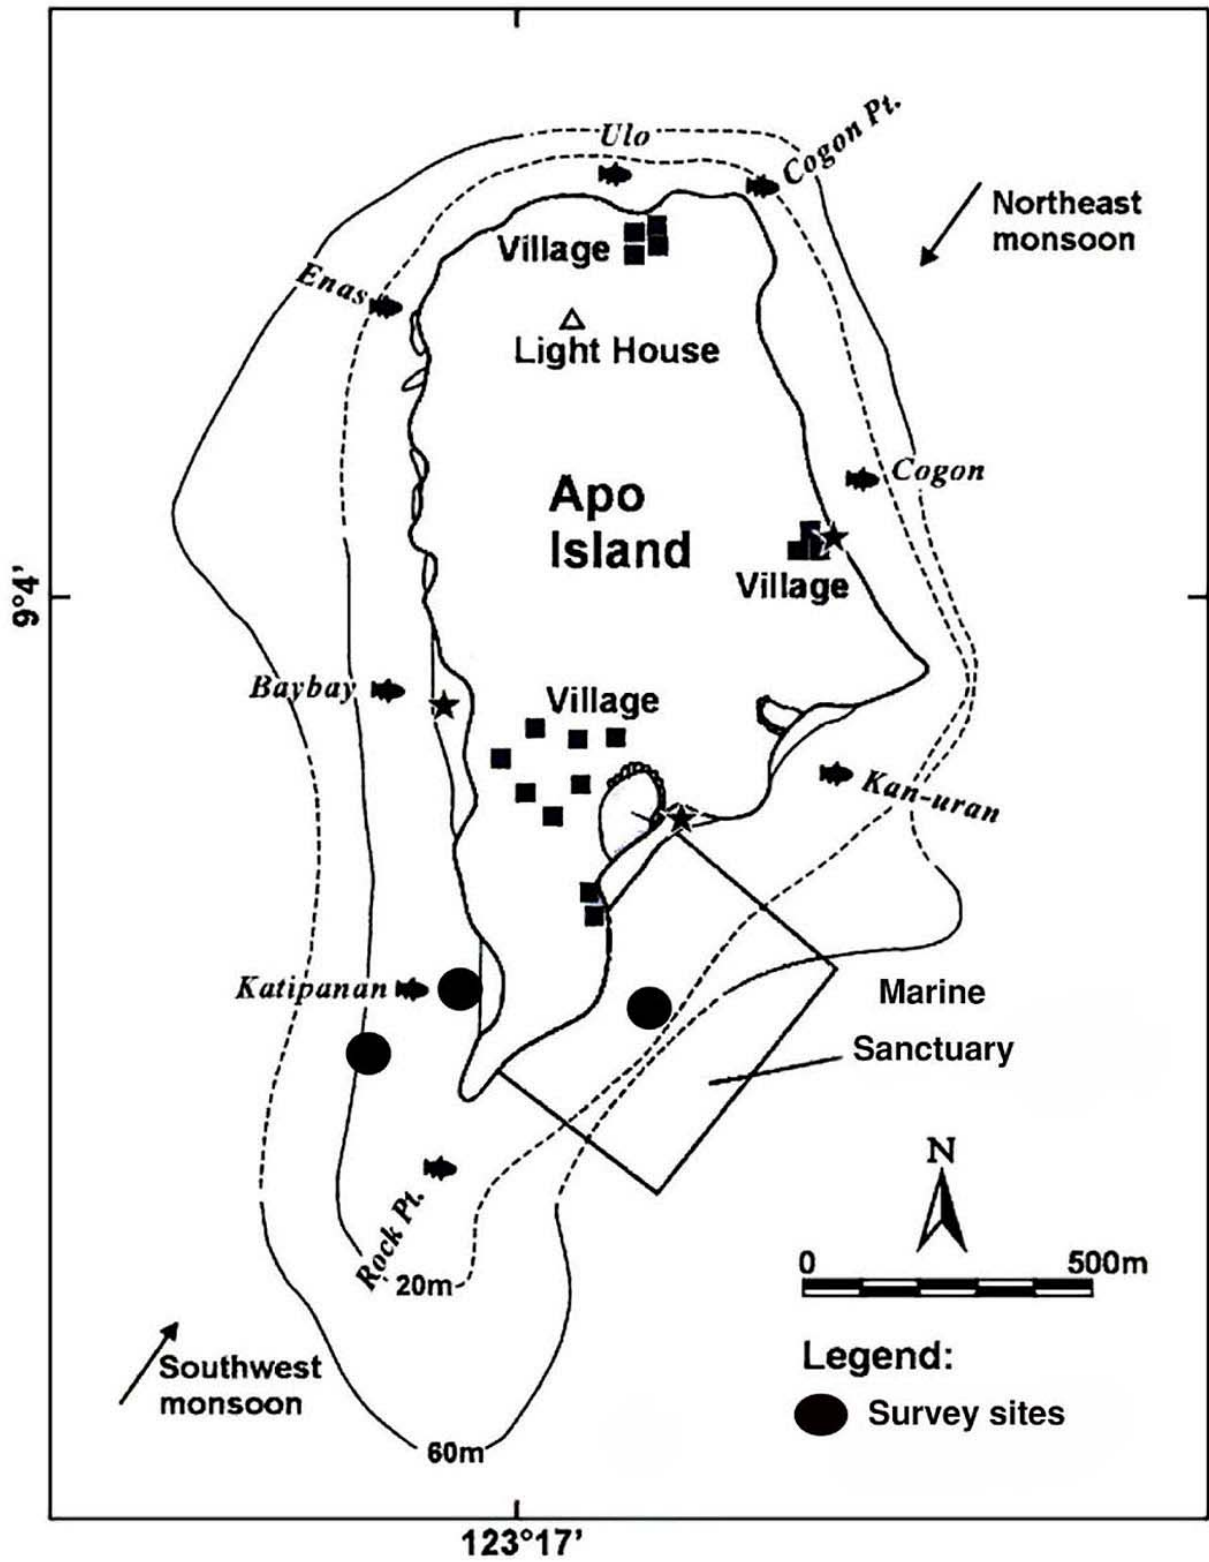 Ulo
Cogon Pt.
Northeast
monsoon
Village
Enas
Light House
Cogon
Apo
Island
Village
9°4'
Baybay
Village
Kan-uran
Katipanan
Marine
Sanctuary
N
Rock Pt.
0 500m
20m
Southwest
monsoon
Legend:
Survey sites
60m
123°17'